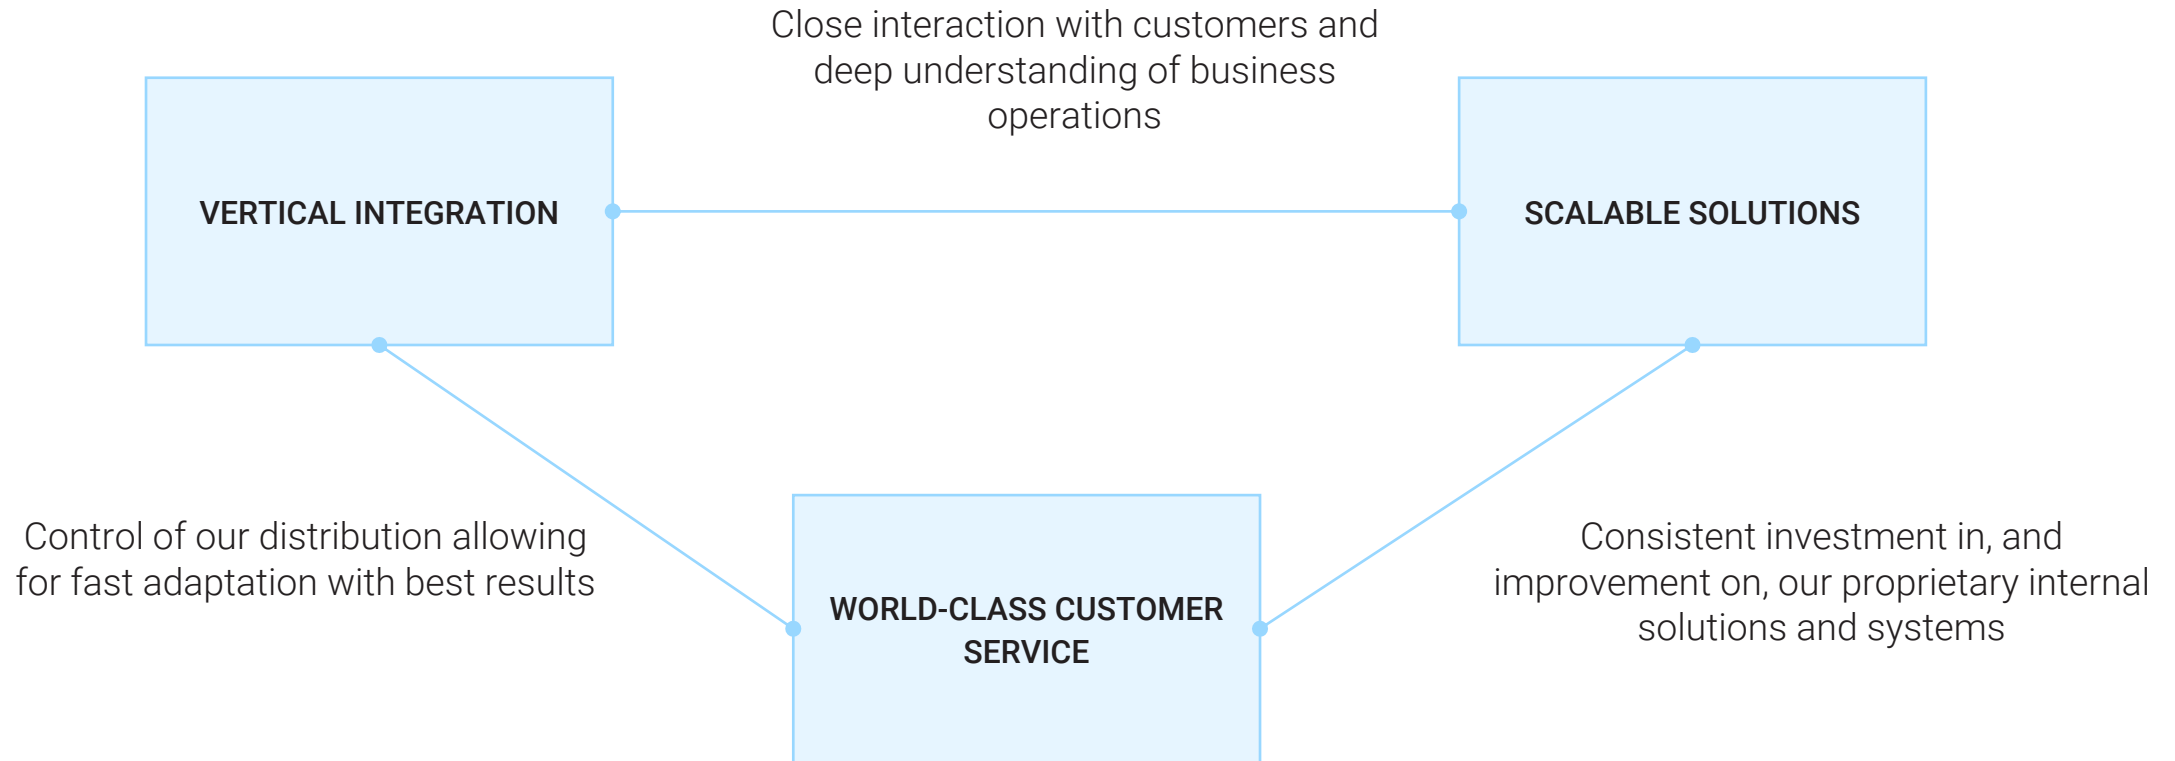 Close interaction with customers and
deep understanding of business
operations
VERTICAL INTEGRATION
SCALABLE SOLUTIONS
Control of our distribution allowing
for fast adaptation with best results
WORLD-CLASS CUSTOMER
SERVICE
Consistent investment in, and
improvement on, our proprietary internal
solutions and systems